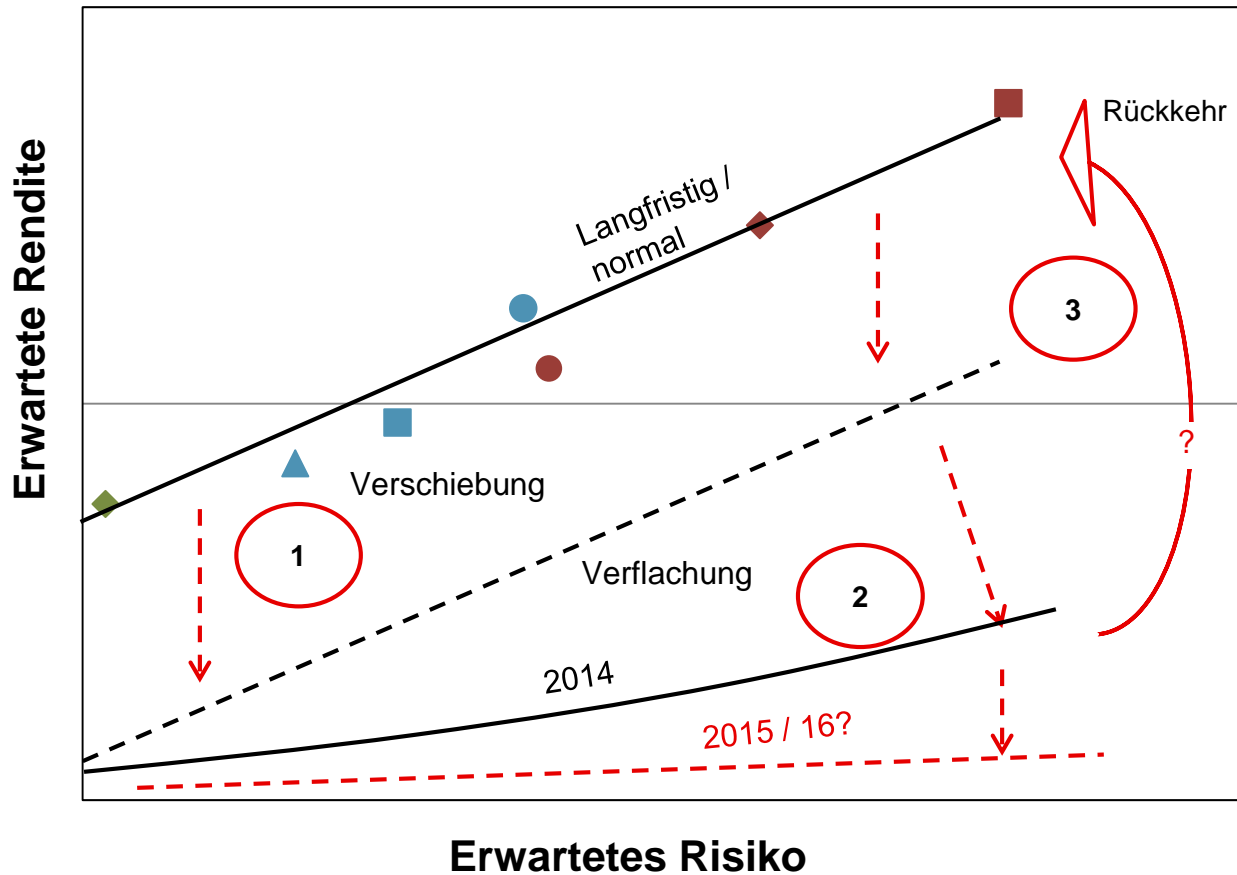 Erwartete Rendite
Rückkehr
Langfristig /
normal
3
?
Verschiebung
1
Verflachung
2
2014
2015 / 16?
Erwartetes Risiko